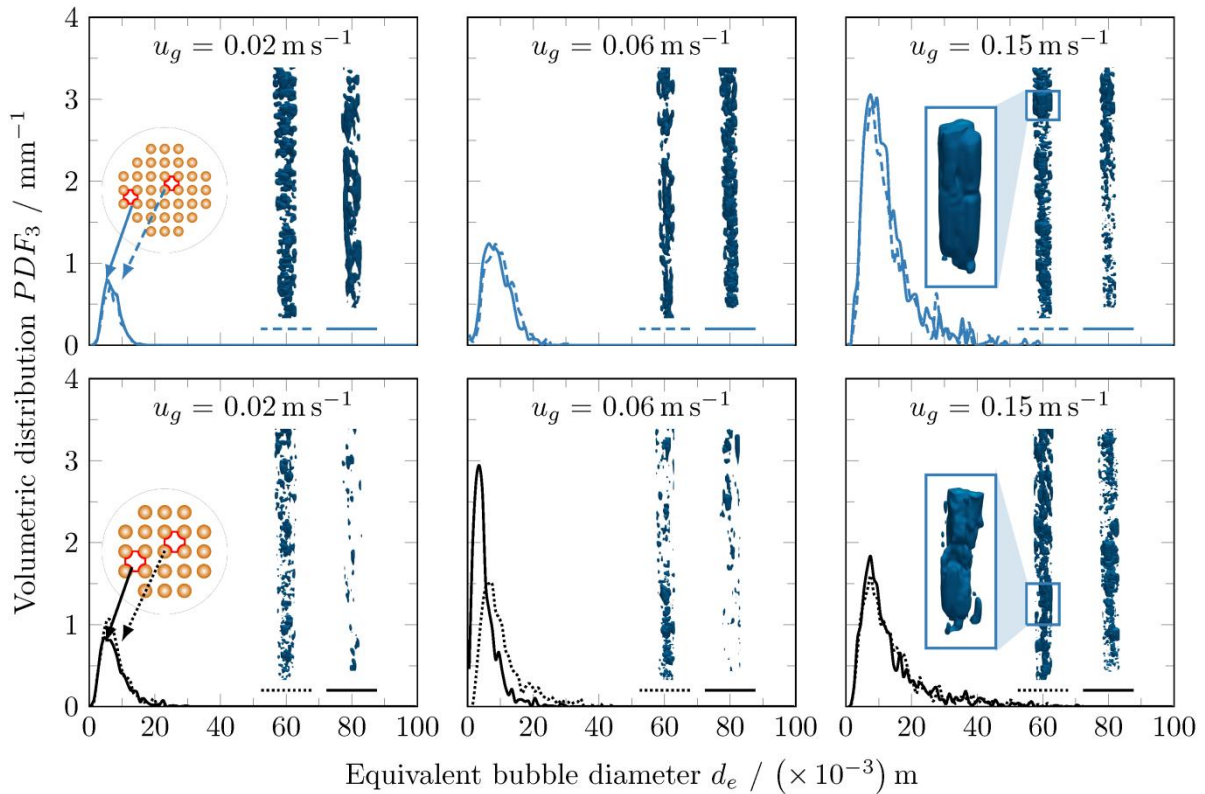 Volumetric distribution PDF₃ / mm⁻¹
4
3
2
1
0
u_g = 0.02 m s⁻¹
u_g = 0.06 m s⁻¹
u_g = 0.15 m s⁻¹
4
3
2
1
0
u_g = 0.02 m s⁻¹
u_g = 0.06 m s⁻¹
u_g = 0.15 m s⁻¹
0 20 40 60 80 100
0 20 40 60 80 100
0 20 40 60 80 100
Equivalent bubble diameter d_e / (× 10⁻³) m